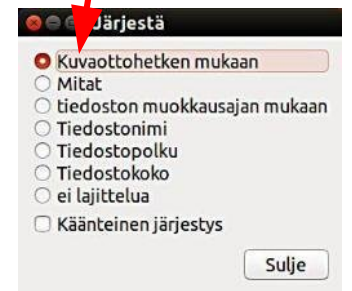 Järjestä
Kuvaottohetken mukaan
Mitat
tiedoston muokkausajan mukaan
Tiedostonimi
Tiedostopolku
Tiedostokoko
ei lajittelua
Käänteinen järjestys
Sulje